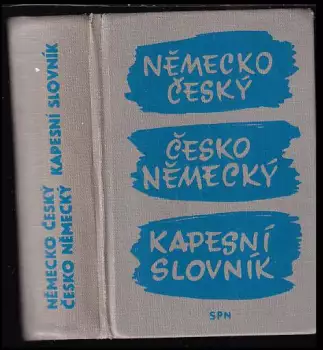 NĚMECKO ČESKÝ KAPESNÍ SLOVNÍK
ČESKO NĚMECKÝ
NĚMECKO
ČESKÝ
ČESKO
NĚMECKÝ
KAPESNÍ
SLOVNÍK
SPN